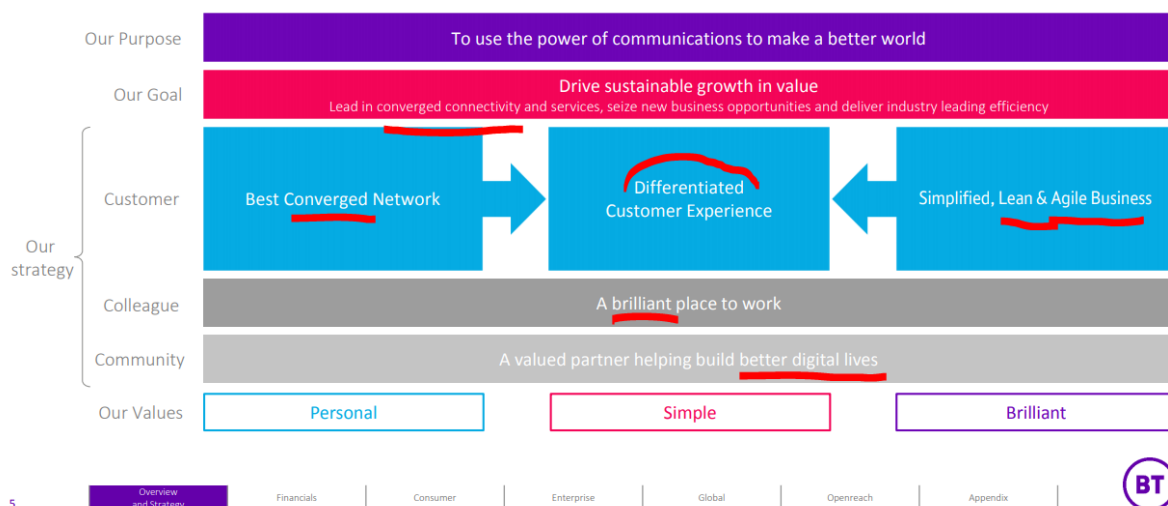 Our Purpose
To use the power of communications to make a better world
Our Goal
Drive sustainable growth in value
Lead in converged connectivity and services, seize new business opportunities and deliver industry leading efficiency
Our
strategy
Customer
Best Converged Network
Differentiated
Customer Experience
Simplified, Lean & Agile Business
Colleague
A brilliant place to work
Community
A valued partner helping build better digital lives
Our Values
Personal
Simple
Brilliant
5
Overview
and Strategy
Financials
Consumer
Enterprise
Global
Openreach
Appendix
BT